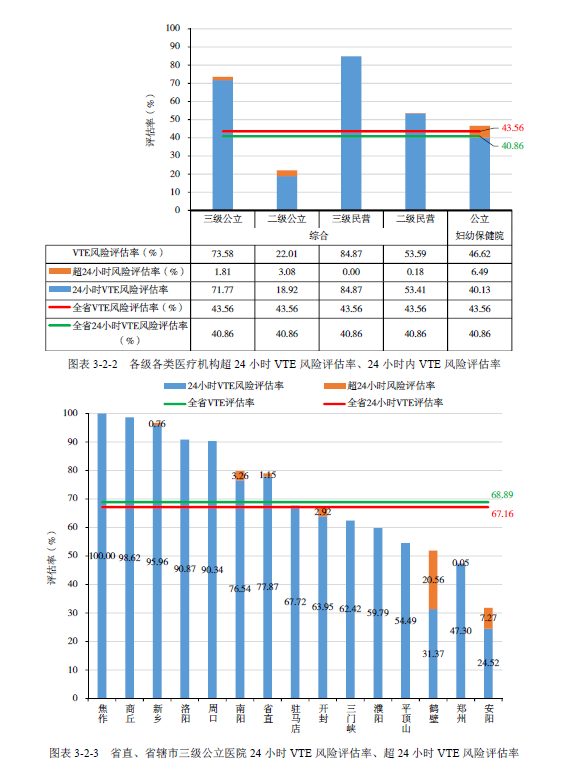 100
90
80
70
60
50
40
30
20
10
0
评估率（%）
43.56
40.86
三级公立 二级公立 三级民营 二级民营 公立
综合 妇幼保健院
VTE风险评估率（%） 73.58 22.01 84.87 53.59 46.62
超24小时风险评估率（%） 1.81 3.08 0.00 0.18 6.49
24小时VTE风险评估率 71.77 18.92 84.87 53.41 40.13
全省VTE风险评估率（%） 43.56 43.56 43.56 43.56 43.56
全省24小时VTE风险评估率（%） 40.86 40.86 40.86 40.86 40.86
图表 3-2-2 各级各类医疗机构超 24 小时 VTE 风险评估率、24 小时内 VTE 风险评估率
24小时VTE风险评估率 超24小时风险评估率
全省VTE评估率 全省24小时VTE评估率
100
90
80
70
60
50
40
30
20
10
0
评估率（%）
0.76
3.26 1.15
2.92
20.56
0.05
7.27
68.89
67.16
100.00 98.62 95.96 90.87 90.34 76.54 77.87 67.72 63.95 62.42 59.79 54.49 31.37 47.30 24.52
焦作 商丘 新乡 洛阳 周口 南阳 省直 驻马店 开封 三门峡 濮阳 平顶山 鹤壁 郑州 安阳
图表 3-2-3 省直、省辖市三级公立医院 24 小时 VTE 风险评估率、超 24 小时 VTE 风险评估率